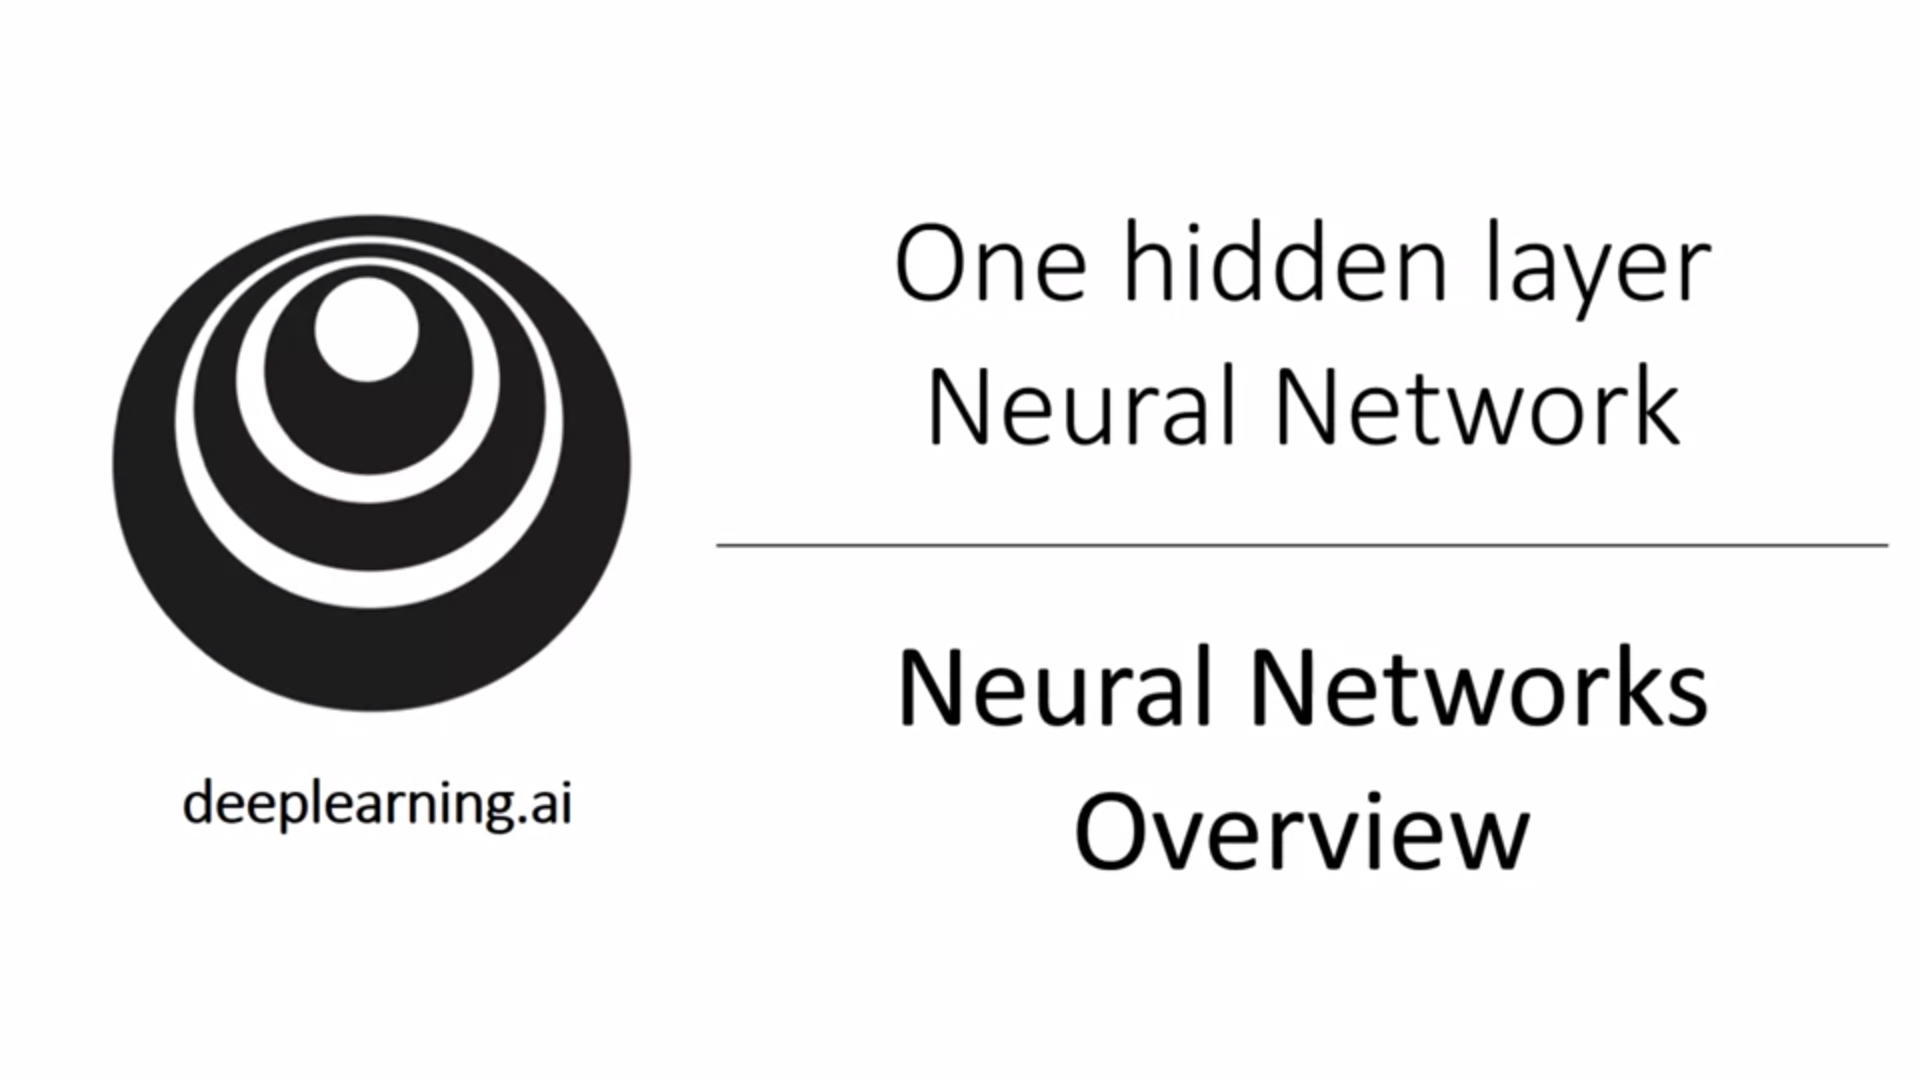 One hidden layer
Neural Network
Neural Networks
Overview
deeplearning.ai